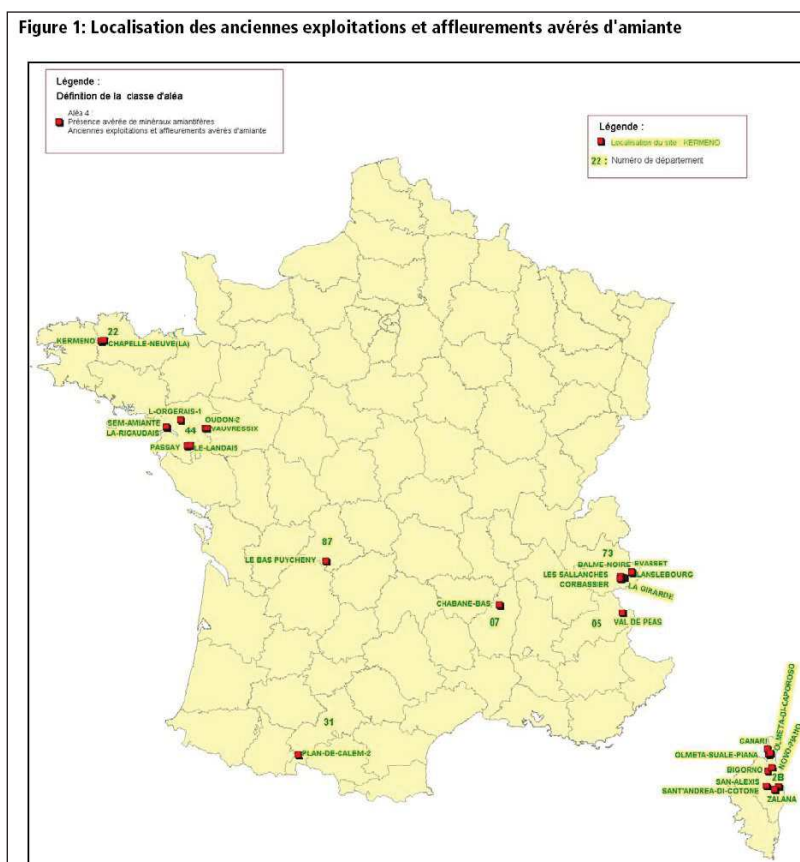 Figure 1: Localisation des anciennes exploitations et affleurements avérés d'amiante
Légende :
Définition de la classe d'aléa
Aléa 4 :
Présence avérée de minéraux amiantifères
Anciennes exploitations et affleurements avérés d'amiante
Légende :
Localisation du site : KERMENO
22 : Numéro de département
22
KERMENO
CHAPELLE-NEUVE(LA)
L-ORGERAIS-1
SEM-AMIANTE
OUDON-2
LA-RIGAUDAIS
44
VAUVRESSIX
PASSAY
LE-LANDAIS
87
LE BAS PUYCHENY
73
BALME-NOIRE
EVASSET
LES SALLANCHES
LANSLEBOURG
CORBASSIER
LA GIRARDE
CHABANE-BAS
07
05
VAL DE PEAS
31
PLAN-DE-CALEM-2
OLMETA-DI-CAPOROSO
CANARI
NOVO-PIANO
OLMETA-SUALE-PIANA
BIGORNO
2B
SAN-ALEXIS
SANT'ANDREA-DI-COTONE
ZALANA